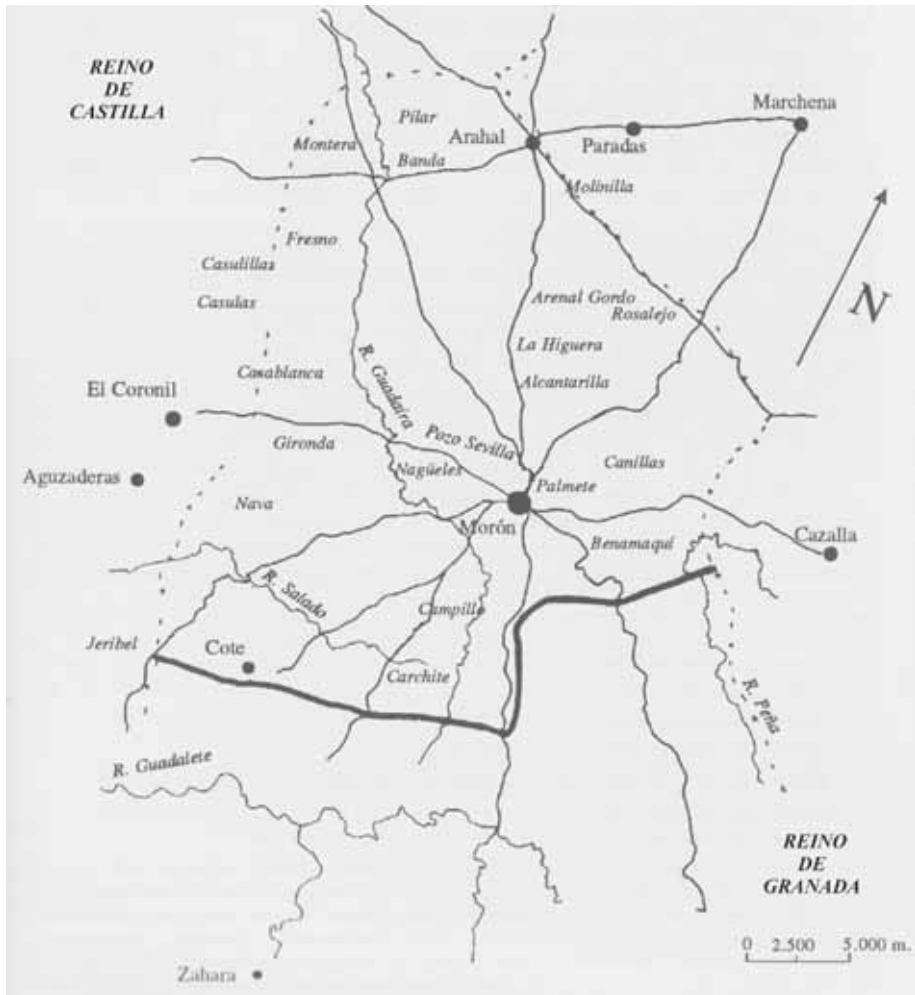 REINO
DE
CASTILLA
Marchena
Pilar
Arahal
Paradas
Montera
Banda
Molinilla
Fresno
Casulillas
Casulas
Arenal Gordo
Rosalejo
N
R. Guadaira
La Higuera
Casablanca
Alcantarilla
El Coronil
Gironda
Pozo Sevilla
Nagüeles
Canillas
Aguzaderas
Palmete
Nava
Morón
Benamaquí
Cazalla
R. Salado
Campillo
Jeribel
Cote
Carchite
R. Peña
R. Guadalete
REINO
DE
GRANADA
0 2.500 5.000 m.
Zahara